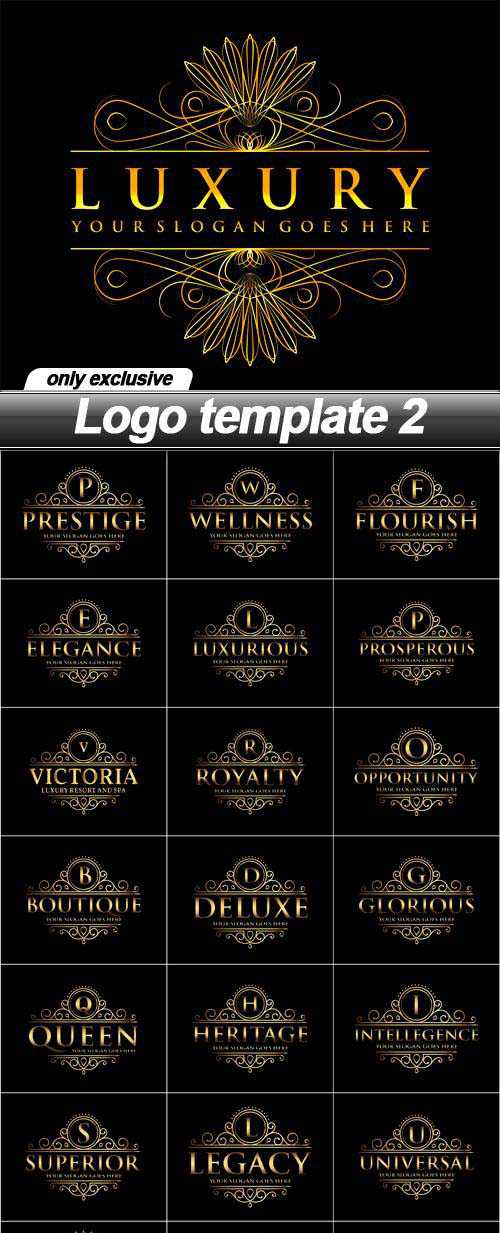 LUXURY
YOUR SLOGAN GOES HERE
only exclusive
Logo template 2
P W F
PRESTIGE WELLNESS FLOURISH
YOUR SLOGAN GOES HERE YOUR SLOGAN GOES HERE YOUR SLOGAN GOES HERE
E L P
ELEGANCE LUXURIOUS PROSPEROUS
YOUR SLOGAN GOES HERE YOUR SLOGAN GOES HERE YOUR SLOGAN GOES HERE
V R O
VICTORIA ROYALTY OPPORTUNITY
LUXURY RESORT AND SPA YOUR SLOGAN GOES HERE YOUR SLOGAN GOES HERE
B D G
BOUTIQUE DELUXE GLORIOUS
YOUR SLOGAN GOES HERE YOUR SLOGAN GOES HERE YOUR SLOGAN GOES HERE
Q H I
QUEEN HERITAGE INTELLEGENCE
YOUR SLOGAN GOES HERE YOUR SLOGAN GOES HERE YOUR SLOGAN GOES HERE
S L U
SUPERIOR LEGACY UNIVERSAL
YOUR SLOGAN GOES HERE YOUR SLOGAN GOES HERE YOUR SLOGAN GOES HERE